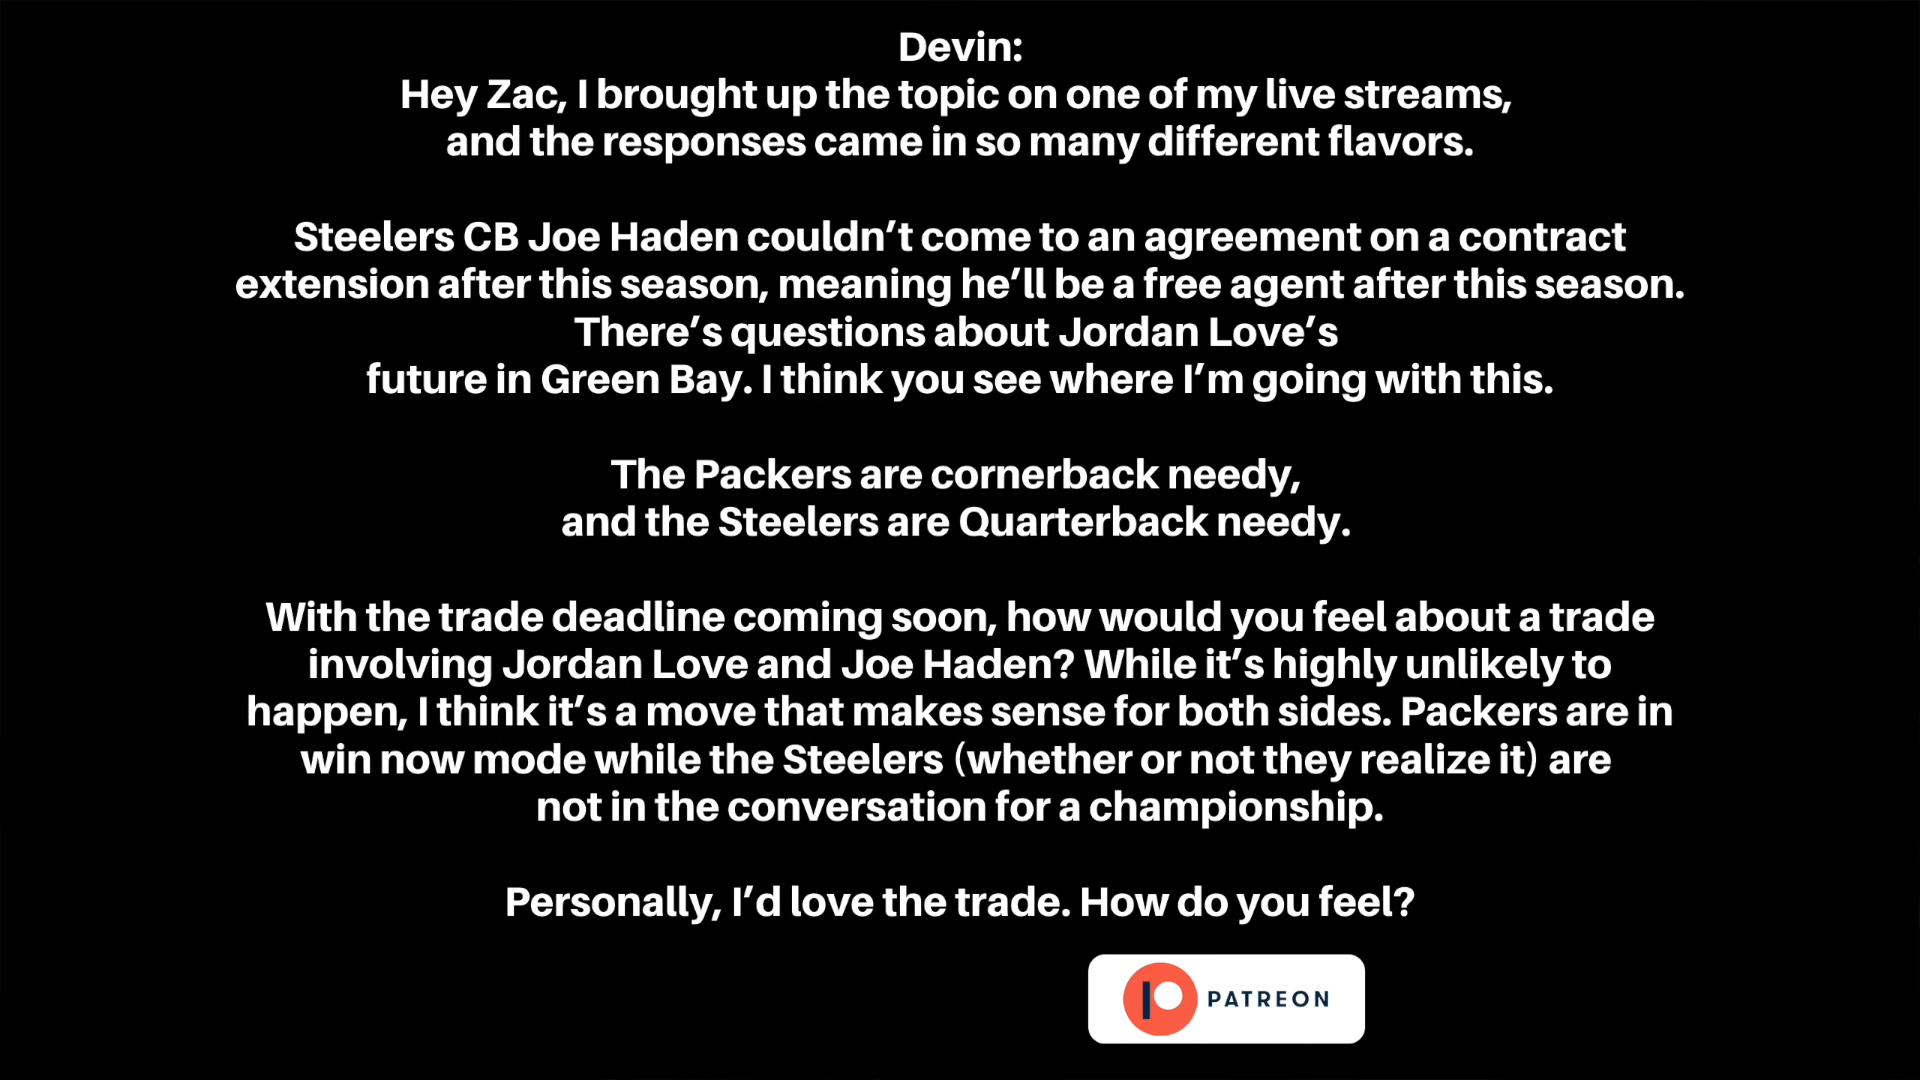 Devin:
Hey Zac, I brought up the topic on one of my live streams,
and the responses came in so many different flavors.
Steelers CB Joe Haden couldn’t come to an agreement on a contract
extension after this season, meaning he’ll be a free agent after this season.
There’s questions about Jordan Love’s
future in Green Bay. I think you see where I’m going with this.
The Packers are cornerback needy,
and the Steelers are Quarterback needy.
With the trade deadline coming soon, how would you feel about a trade
involving Jordan Love and Joe Haden? While it’s highly unlikely to
happen, I think it’s a move that makes sense for both sides. Packers are in
win now mode while the Steelers (whether or not they realize it) are
not in the conversation for a championship.
Personally, I’d love the trade. How do you feel?
PATREON